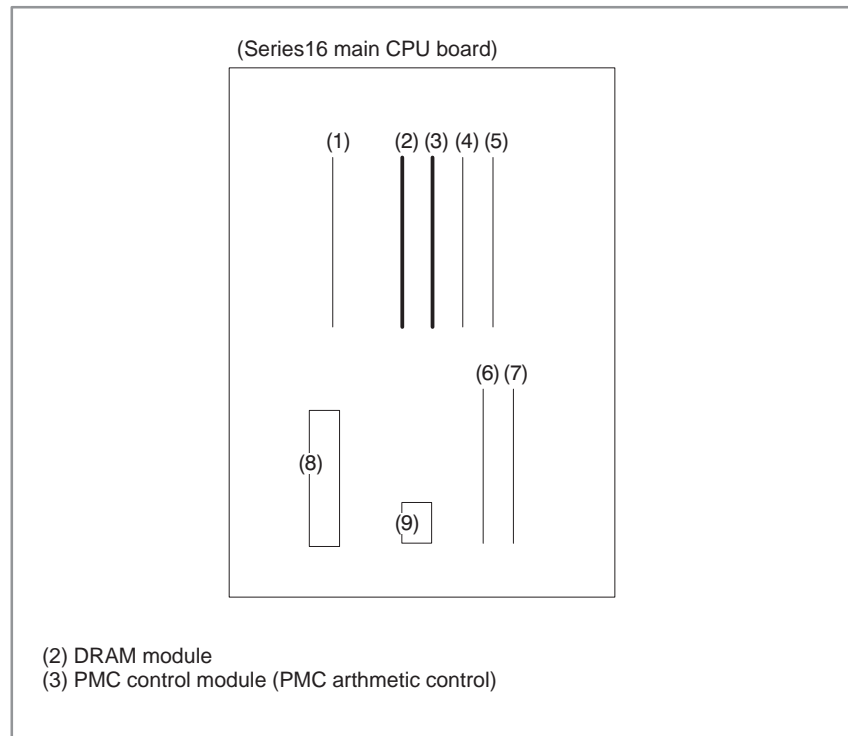 (Series16 main CPU board)
(1) (2) (3) (4) (5)
(6) (7)
(8)
(9)
(2) DRAM module
(3) PMC control module (PMC arthmetic control)